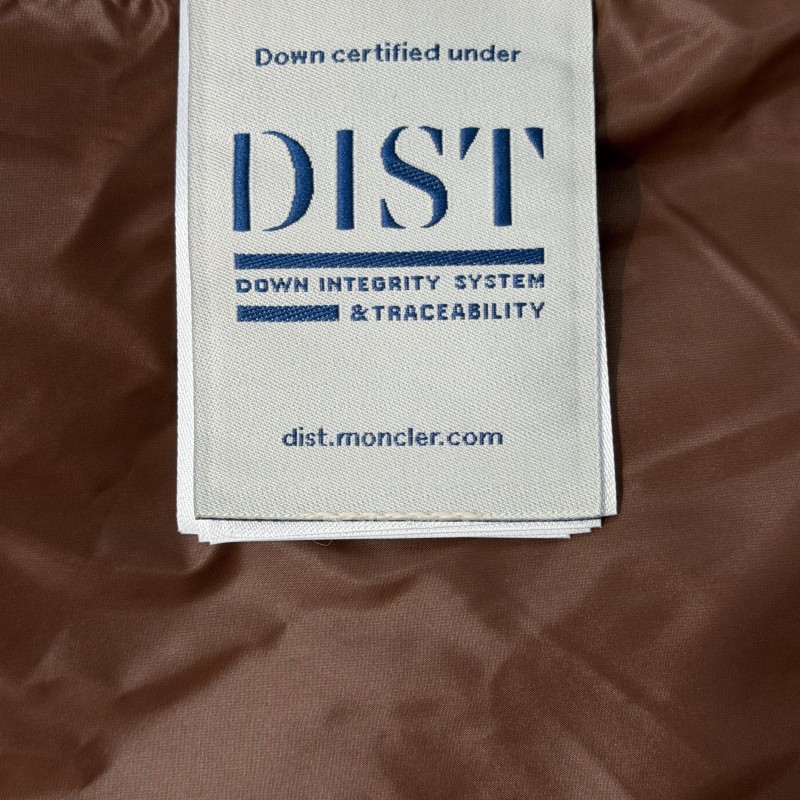 Down certified under
DIST
DOWN INTEGRITY SYSTEM
& TRACEABILITY
dist.moncler.com